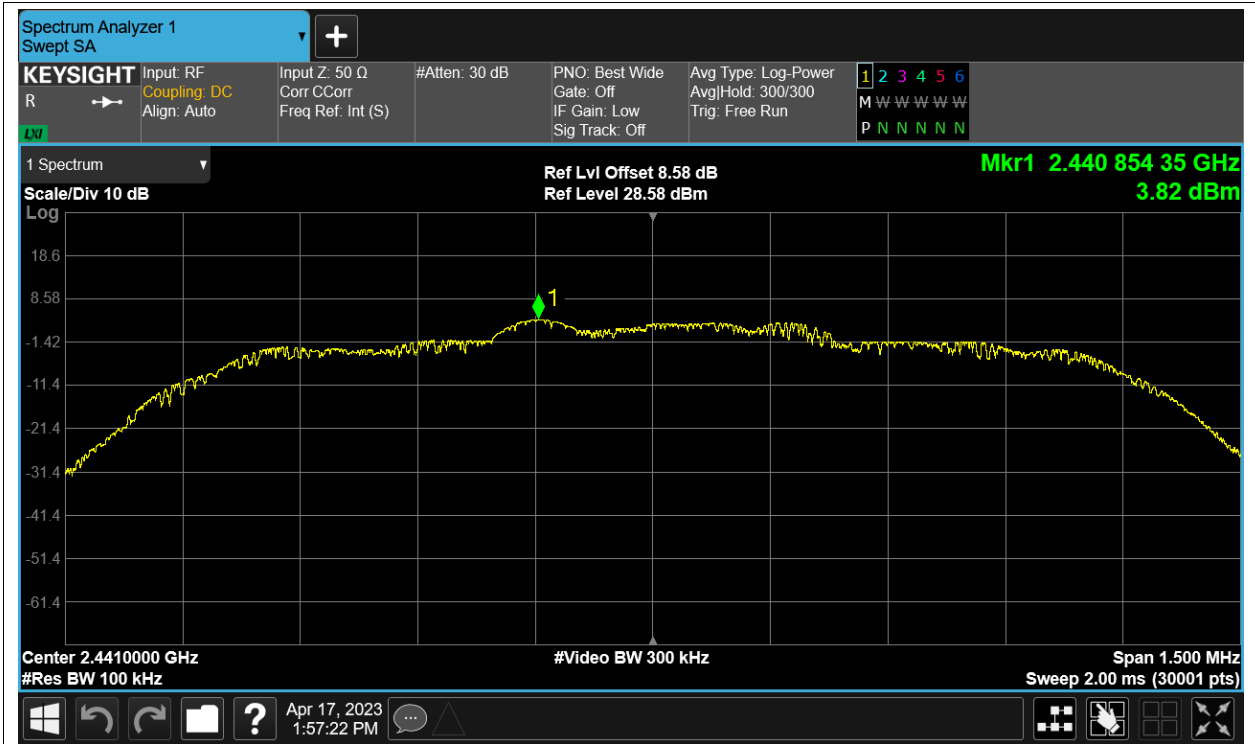 Spectrum Analyzer 1
Swept SA
KEYSIGHT
R
LXI
Input: RF
Coupling: DC
Align: Auto
Input Z: 50 Ω
Corr CCorr
Freq Ref: Int (S)
#Atten: 30 dB
PNO: Best Wide
Gate: Off
IF Gain: Low
Sig Track: Off
Avg Type: Log-Power
Avg|Hold: 300/300
Trig: Free Run
1 2 3 4 5 6
M W W W W W
P N N N N N
1 Spectrum
Scale/Div 10 dB
Log
Ref Lvl Offset 8.58 dB
Ref Level 28.58 dBm
Mkr1 2.440 854 35 GHz
3.82 dBm
18.6
8.58
-1.42
-11.4
-21.4
-31.4
-41.4
-51.4
-61.4
1
Center 2.4410000 GHz
#Res BW 100 kHz
#Video BW 300 kHz
Span 1.500 MHz
Sweep 2.00 ms (30001 pts)
?
Apr 17, 2023
1:57:22 PM